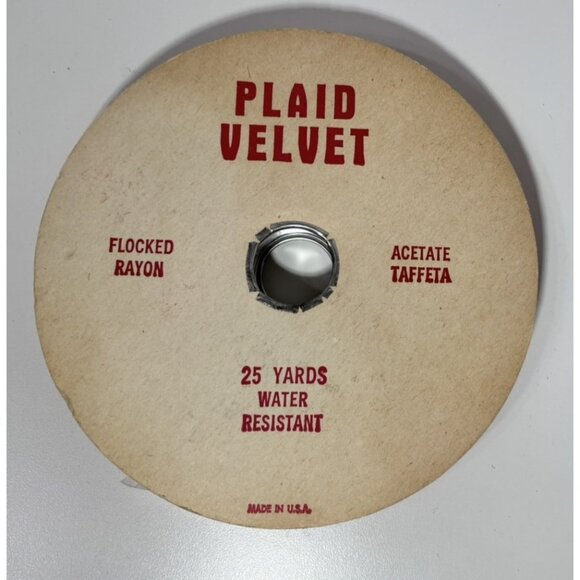 PLAID
VELVET
FLOCKED
RAYON
ACETATE
TAFFETA
25 YARDS
WATER
RESISTANT
MADE IN U.S.A.